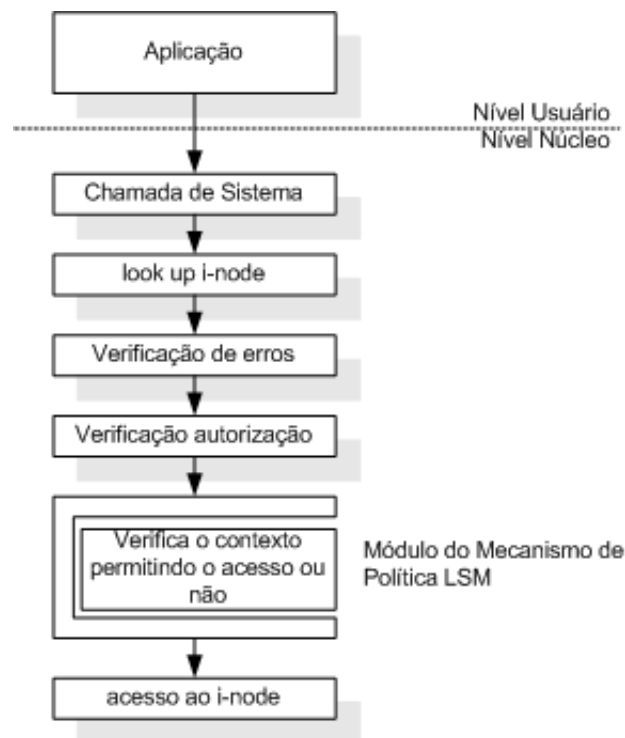 Aplicação
Nível Usuário
Nível Núcleo
Chamada de Sistema
look up i-node
Verificação de erros
Verificação autorização
Verifica o contexto
permitindo o acesso ou
não
Módulo do Mecanismo de
Política LSM
acesso ao i-node